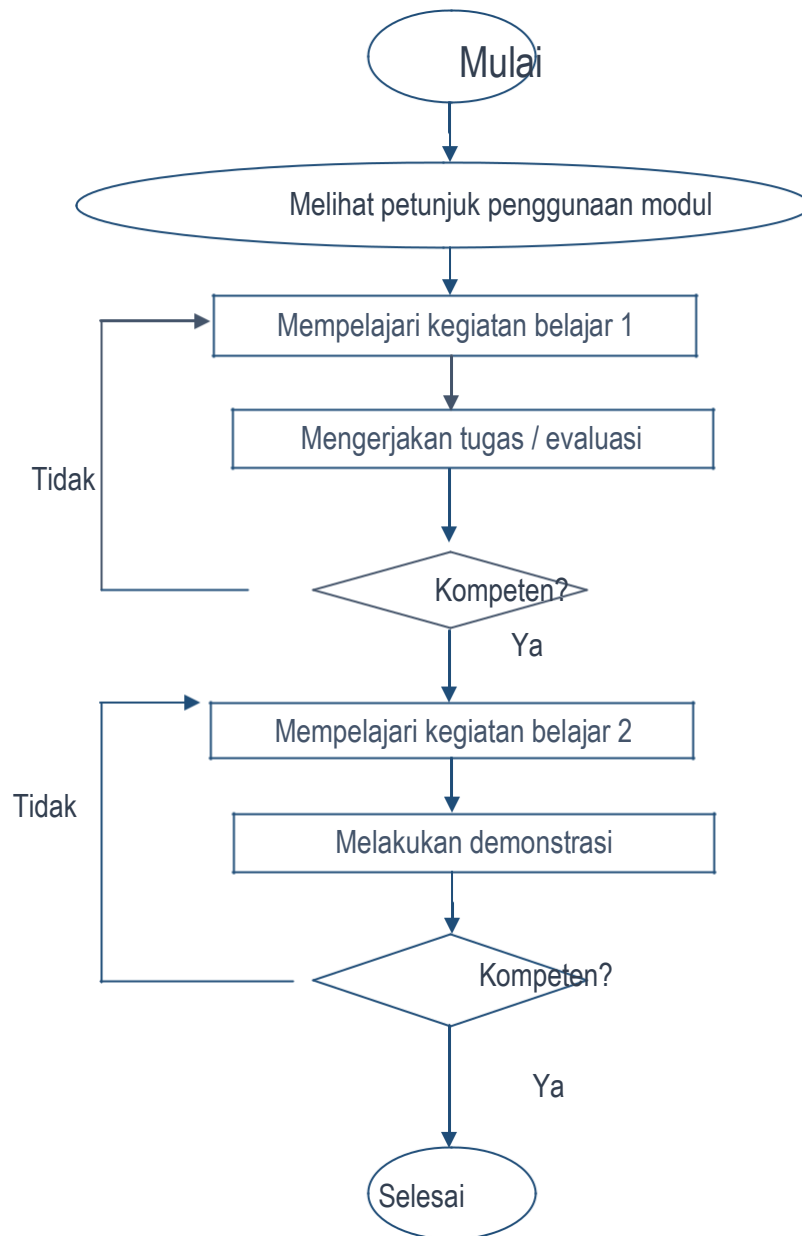 Mulai
Melihat petunjuk penggunaan modul
Mempelajari kegiatan belajar 1
Mengerjakan tugas / evaluasi
Tidak
Kompeten?
Ya
Mempelajari kegiatan belajar 2
Tidak
Melakukan demonstrasi
Kompeten?
Ya
Selesai